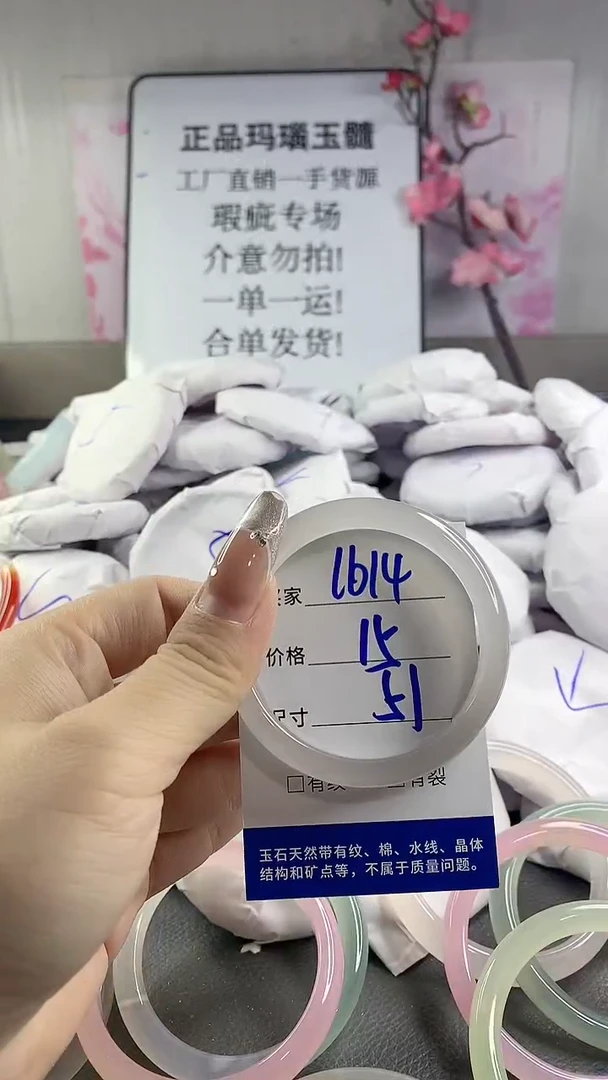 正品玛瑙玉髓
工厂直销一手货源
瑕疵专场
介意勿拍!
一单一运!
合单发货!
家 1614
价格 15
尺寸 51
□有纹 有裂
玉石天然带有纹、棉、水线、晶体
结构和矿点等，不属于质量问题。